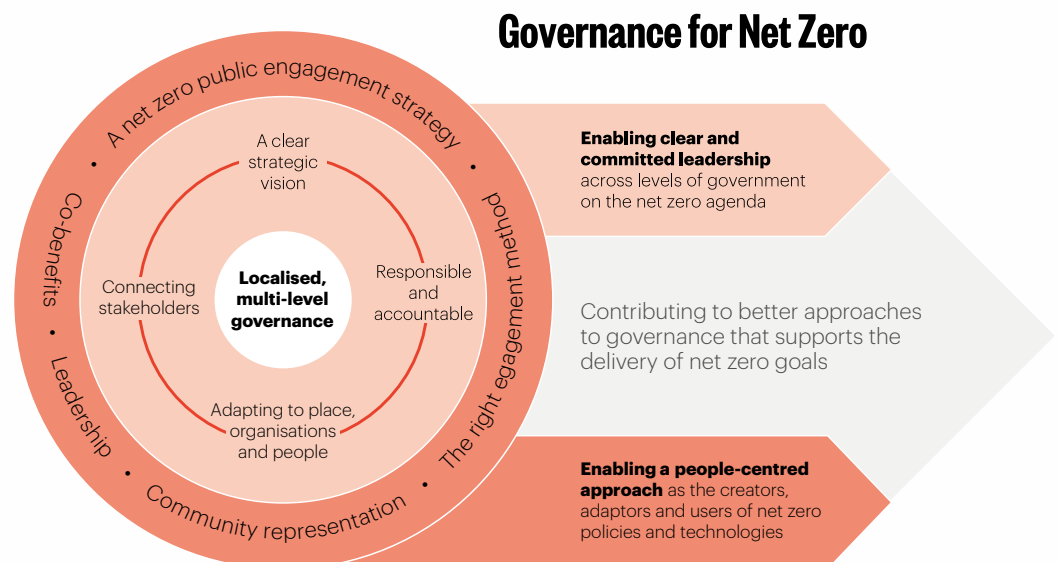 Governance for Net Zero
A net zero public engagement strategy
•
The right egagement method
•
Community representation
•
Leadership
•
Co-benefits
•
A clear
strategic
vision
Responsible
and
accountable
Adapting to place,
organisations
and people
Connecting
stakeholders
Localised,
multi-level
governance
Enabling clear and
committed leadership
across levels of government
on the net zero agenda
Contributing to better approaches
to governance that supports the
delivery of net zero goals
Enabling a people-centred
approach as the creators,
adaptors and users of net zero
policies and technologies